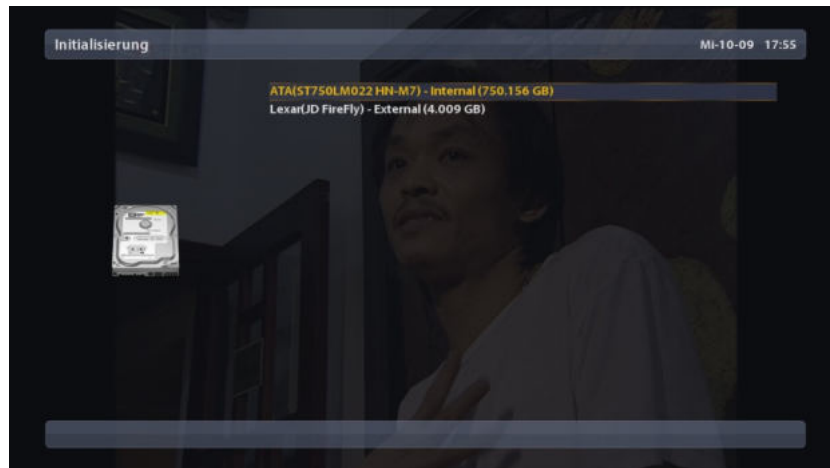 Initialisierung
Mi-10-09 17:55
ATA(ST750LM022 HN-M7) - Internal (750.156 GB)
Lexar(JD FireFly) - External (4.009 GB)